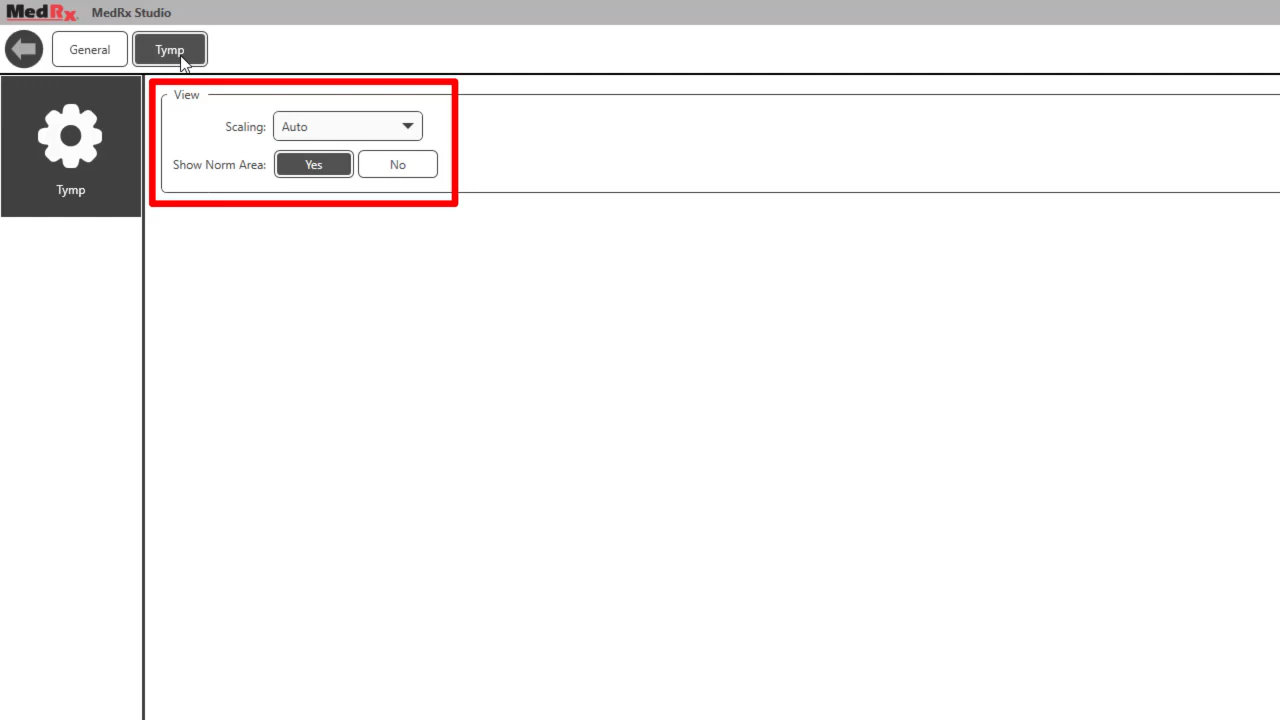 MedRx MedRx Studio
General Tymp
Tymp
View
Scaling: Auto
Show Norm Area: Yes No